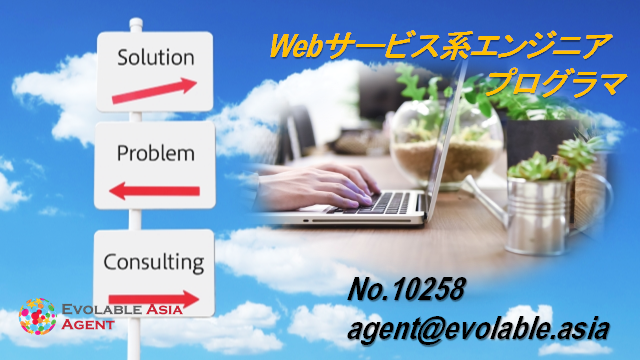 Solution
Problem
Consulting
EVOLABLE ASIA
AGENT
Webサービス系エンジニア
プログラマ
No.10258
agent@evolable.asia